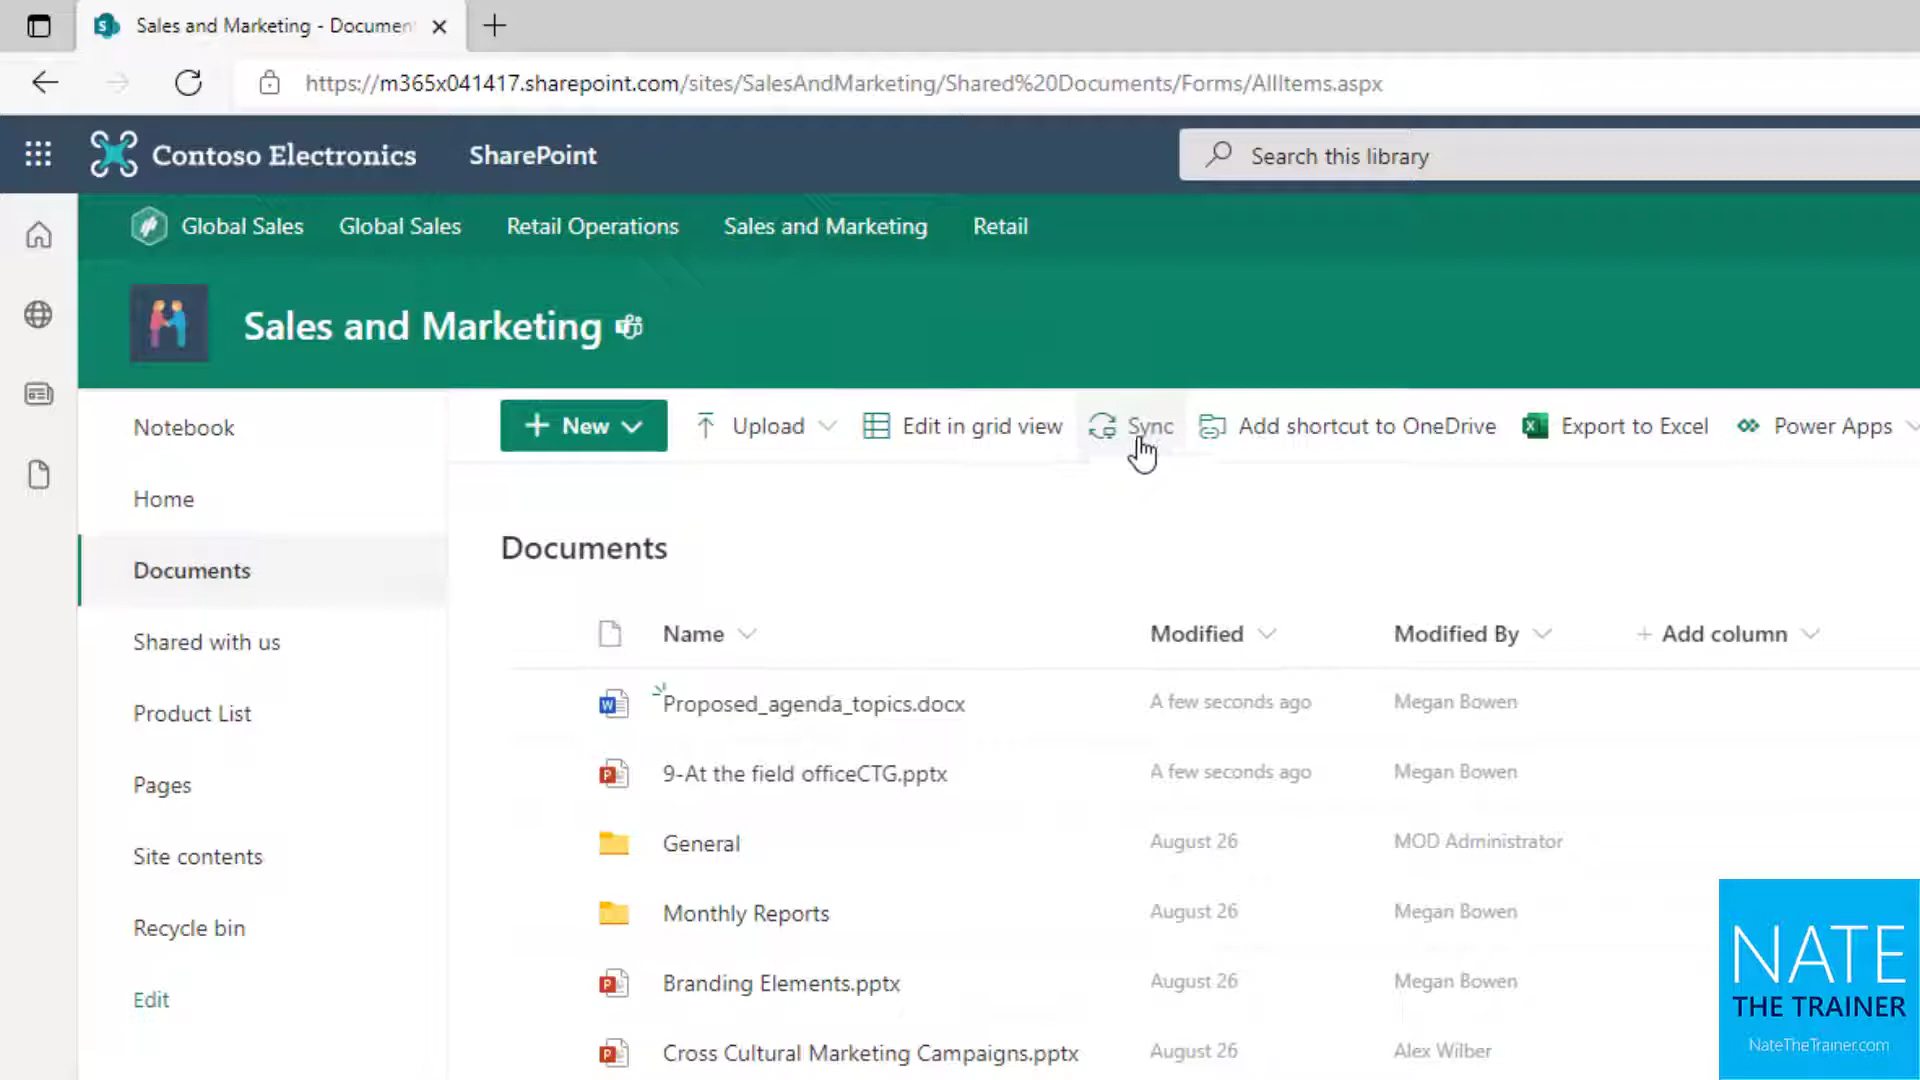 Sales and Marketing - Documen
https://m365x041417.sharepoint.com/sites/SalesAndMarketing/Shared%20Documents/Forms/AllItems.aspx
Contoso Electronics SharePoint Search this library
Global Sales Global Sales Retail Operations Sales and Marketing Retail
Sales and Marketing
New Upload Edit in grid view Sync Add shortcut to OneDrive Export to Excel Power Apps
Notebook
Home
Documents
Shared with us
Product List
Pages
Site contents
Recycle bin
Edit
Documents
Name Modified Modified By + Add column
Proposed_agenda_topics.docx A few seconds ago Megan Bowen
9-At the field officeCTG.pptx A few seconds ago Megan Bowen
General August 26 MOD Administrator
Monthly Reports August 26 Megan Bowen
Branding Elements.pptx August 26 Megan Bowen
Cross Cultural Marketing Campaigns.pptx August 26 Alex Wilber
NATE
THE TRAINER
NateTheTrainer.com